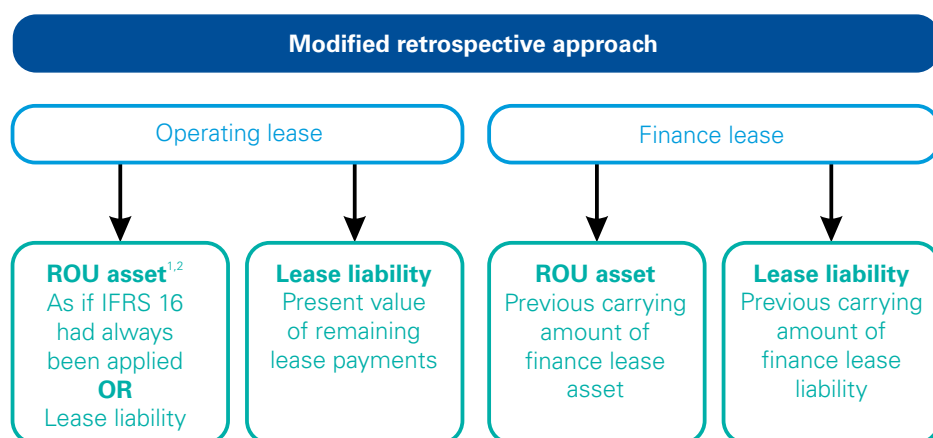 Modified retrospective approach
Operating lease
Finance lease
ROU asset1,2
As if IFRS 16
had always
been applied
OR
Lease liability
Lease liability
Present value
of remaining
lease payments
ROU asset
Previous carrying
amount of
finance lease
asset
Lease liability
Previous carrying
amount of
finance lease
liability